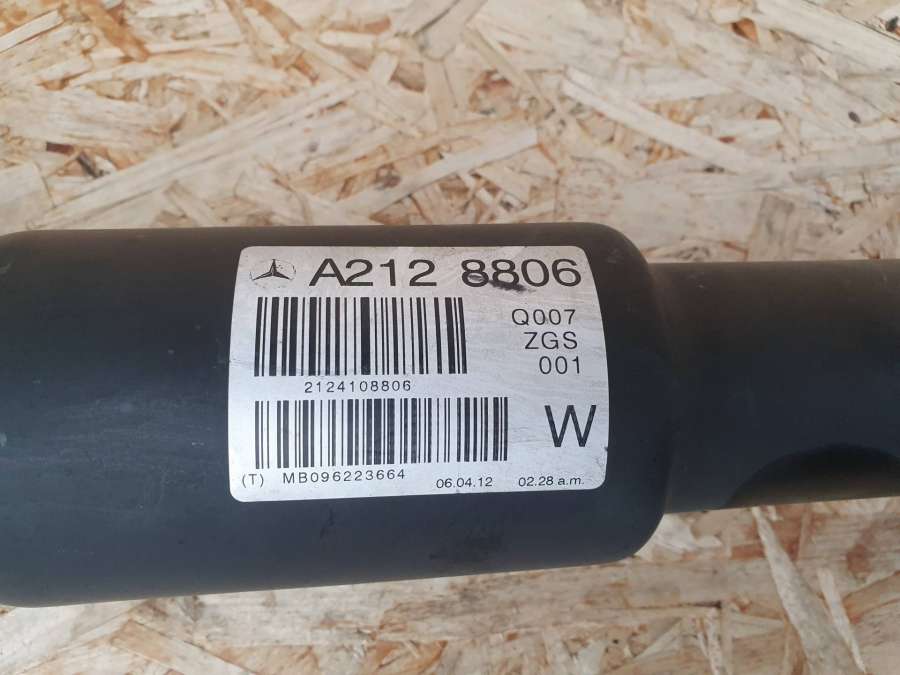 A212 8806
Q007
ZGS
001
2124108806
W
(T) MB096223664 06.04.12 02.28 a.m.